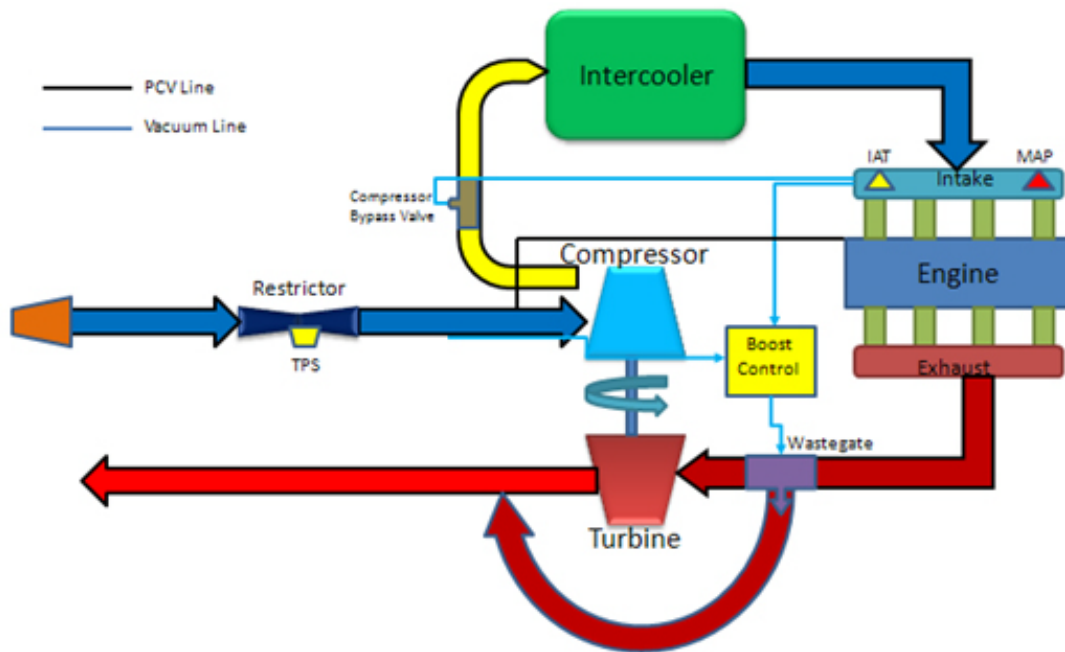 Intercooler
PCV Line
Vacuum Line
IAT
MAP
Intake
Compressor
Bypass Valve
Compressor
Engine
Restrictor
TPS
Boost
Control
Exhaust
Wastegate
Turbine